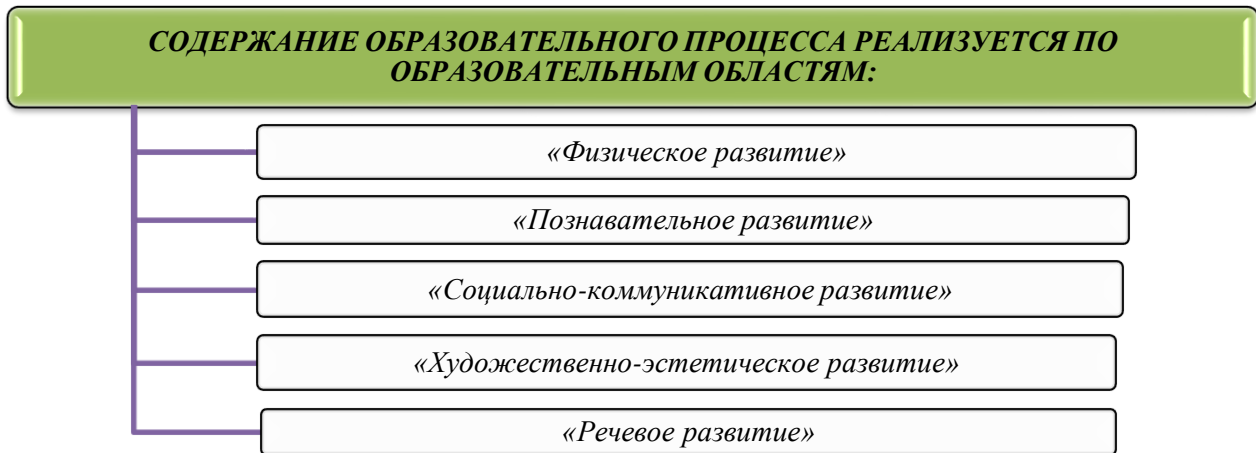 СОДЕРЖАНИЕ ОБРАЗОВАТЕЛЬНОГО ПРОЦЕССА РЕАЛИЗУЕТСЯ ПО
ОБРАЗОВАТЕЛЬНЫМ ОБЛАСТЯМ:
«Физическое развитие»
«Познавательное развитие»
«Социально-коммуникативное развитие»
«Художественно-эстетическое развитие»
«Речевое развитие»